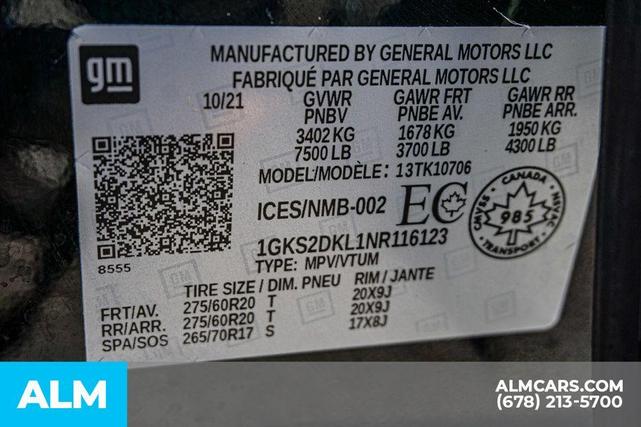 gm
MANUFACTURED BY GENERAL MOTORS LLC
FABRIQUÉ PAR GENERAL MOTORS LLC
10/21 GVWR GAWR FRT GAWR RR
PNBV PNBE AV. PNBE ARR.
3402 KG 1678 KG 1950 KG
7500 LB 3700 LB 4300 LB
MODEL/MODÈLE: 13TK10706
ICES/NMB-002 EC
CANADA
CMVSS 985 NSVAC
TRANSPORT
1GKS2DKL1NR116123
8555
TYPE: MPV/VTUM
TIRE SIZE / DIM. PNEU RIM / JANTE
FRT/AV. 275/60R20 T 20X9J
RR/ARR. 275/60R20 T 20X9J
SPA/SOS 265/70R17 S 17X8J
ALM
ALMCARS.COM
(678) 213-5700